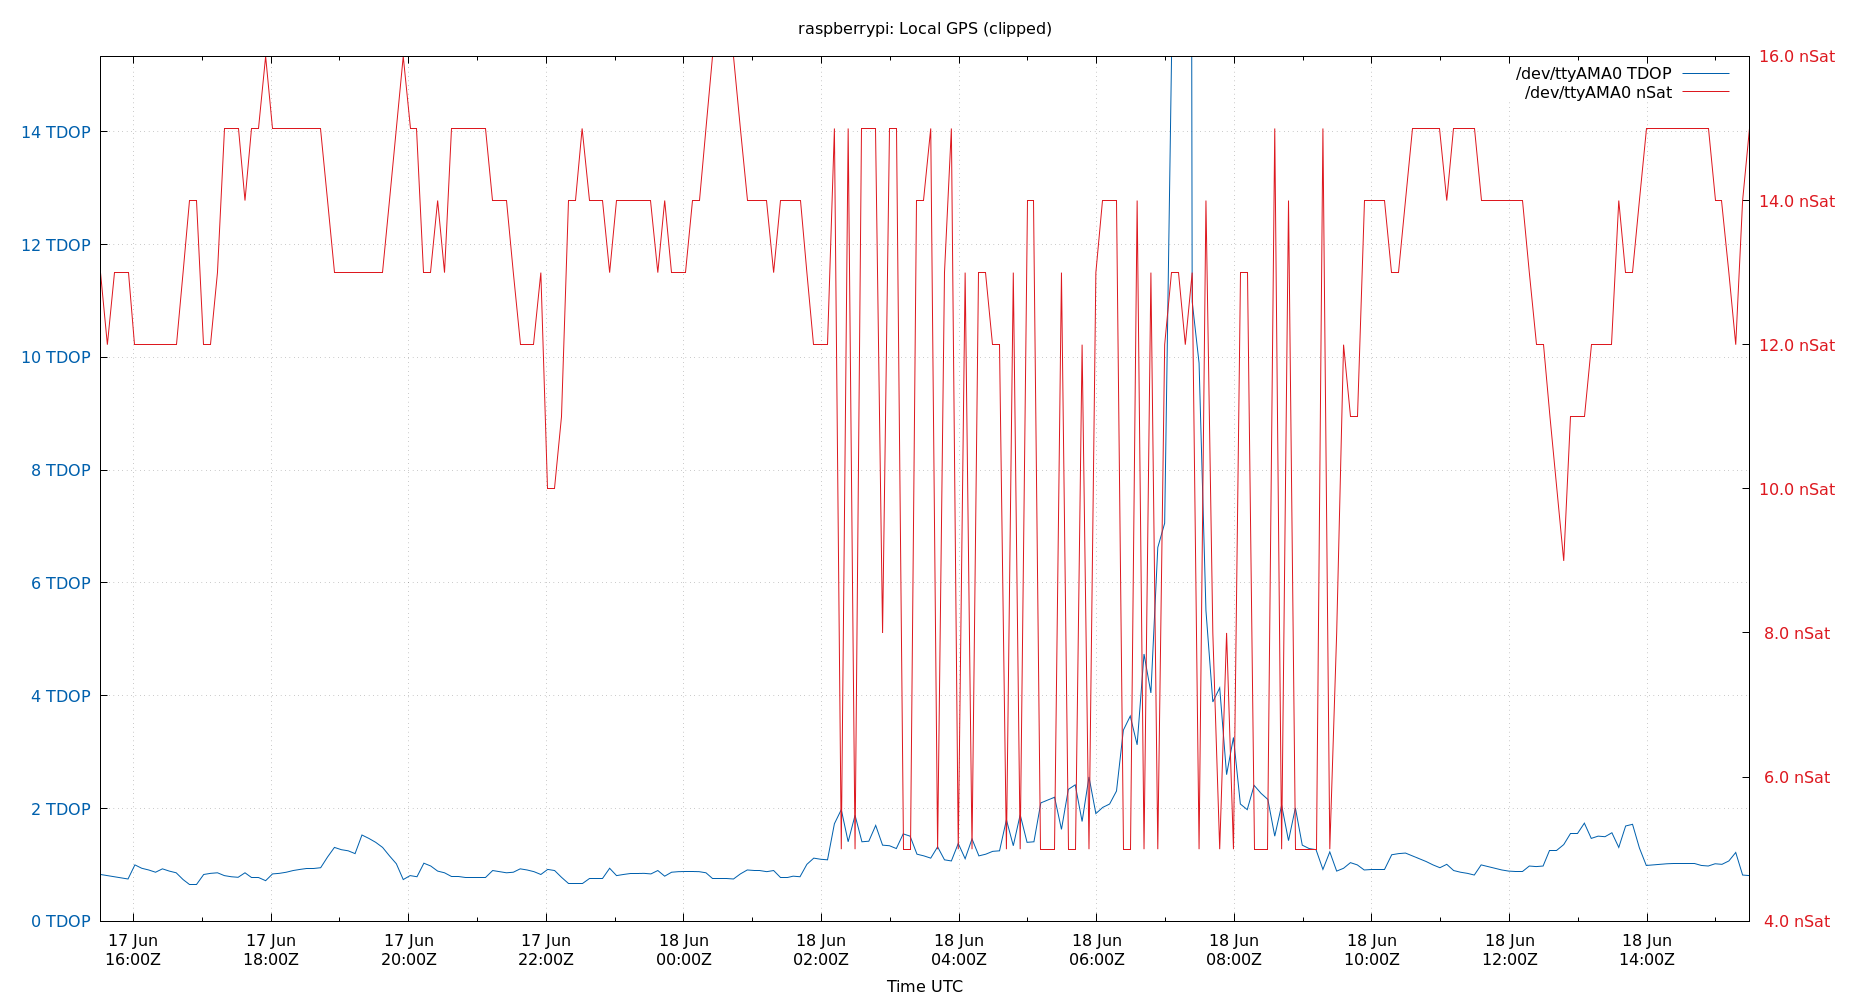 raspberrypi: Local GPS (clipped)
/dev/ttyAMA0 TDOP
/dev/ttyAMA0 nSat
14 TDOP
12 TDOP
10 TDOP
8 TDOP
6 TDOP
4 TDOP
2 TDOP
0 TDOP
16.0 nSat
14.0 nSat
12.0 nSat
10.0 nSat
8.0 nSat
6.0 nSat
4.0 nSat
17 Jun
16:00Z
17 Jun
18:00Z
17 Jun
20:00Z
17 Jun
22:00Z
18 Jun
00:00Z
18 Jun
02:00Z
18 Jun
04:00Z
18 Jun
06:00Z
18 Jun
08:00Z
18 Jun
10:00Z
18 Jun
12:00Z
18 Jun
14:00Z
Time UTC